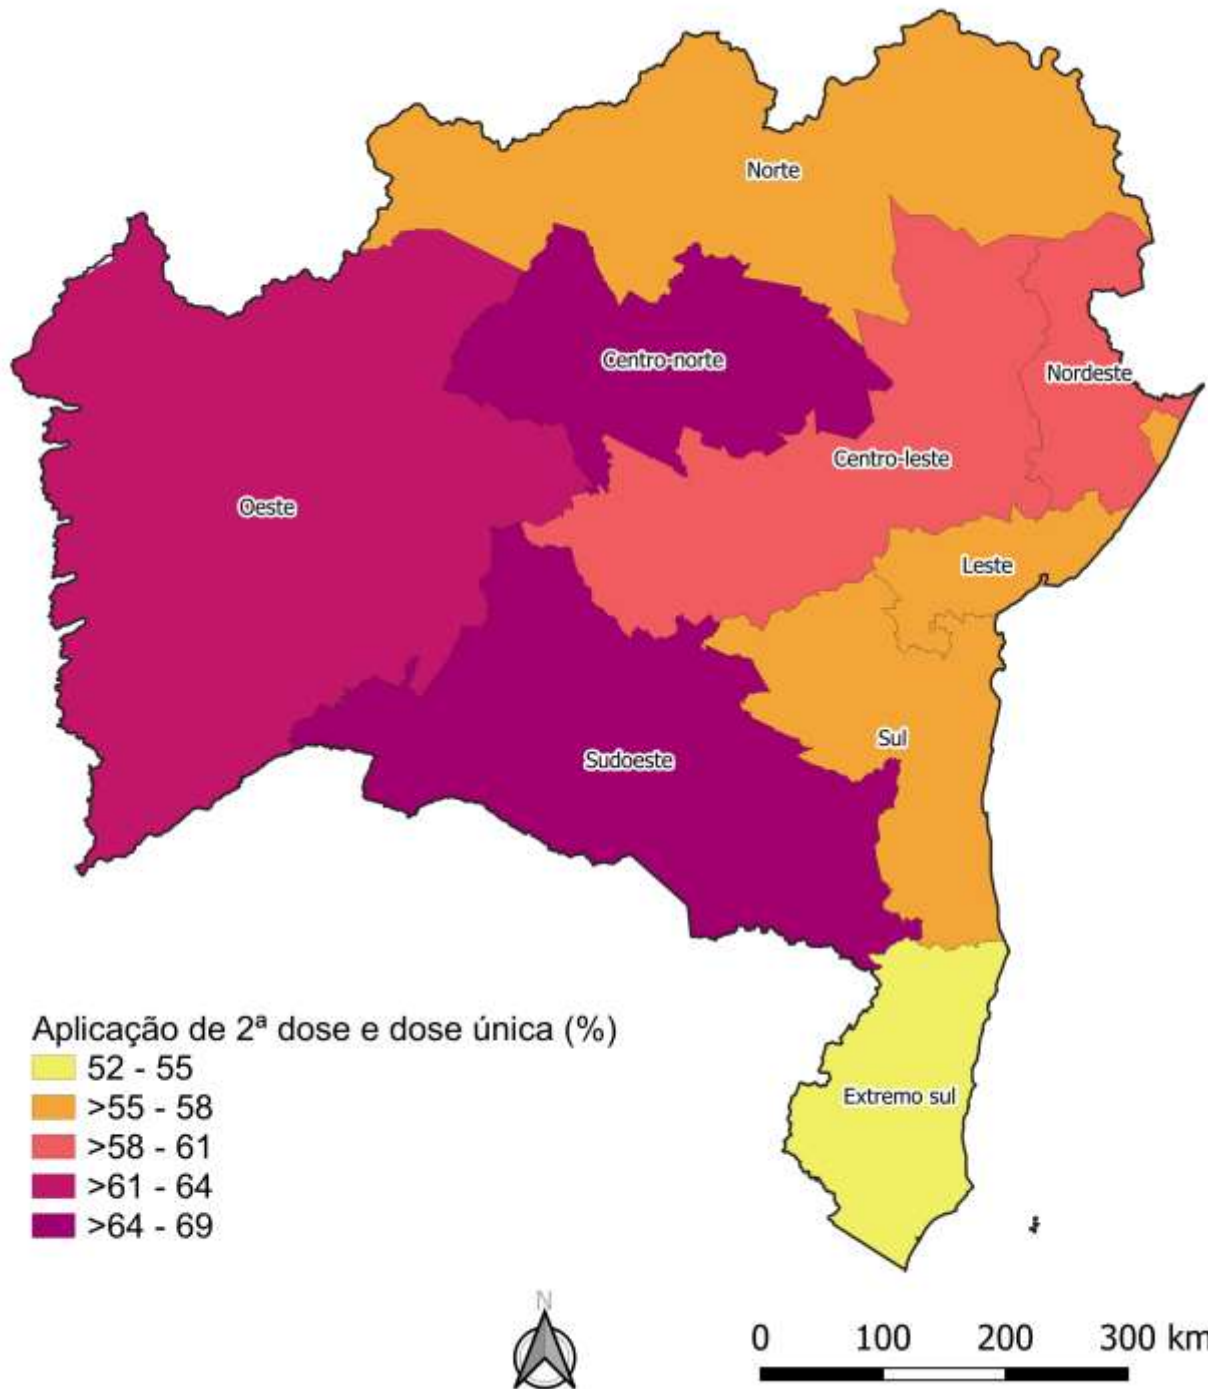 Norte
Centro-norte
Nordeste
Centro-leste
Oeste
Leste
Sul
Sudoeste
Extremo sul
Aplicação de 2ª dose e dose única (%)
52 - 55
>55 - 58
>58 - 61
>61 - 64
>64 - 69
N
0 100 200 300 km